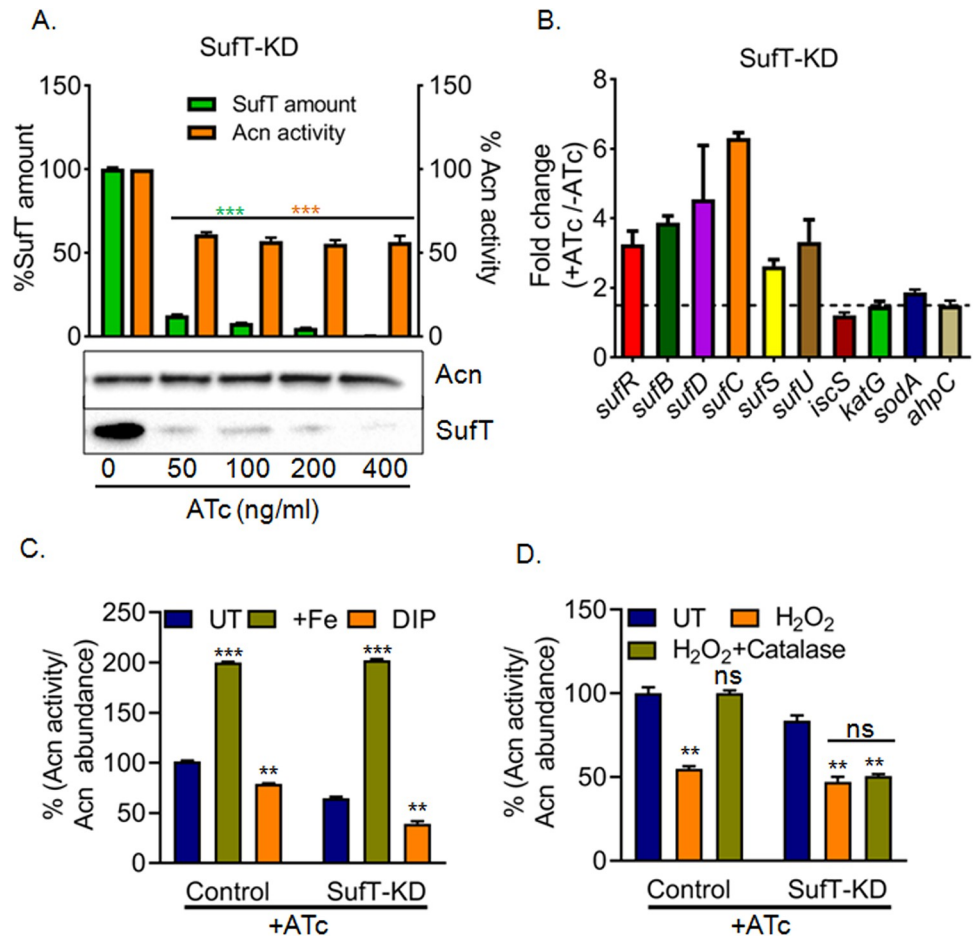 A.
SufT-KD
SufT amount
Acn activity
%SufT amount
% Acn activity
150
100
50
0
150
100
50
0
*** ***
Acn
SufT
0 50 100 200 400
ATc (ng/ml)
B.
SufT-KD
Fold change
(+ATc /-ATc)
8
6
4
2
0
sufR sufB sufD sufC sufS sufU iscS katG sodA ahpC
C.
UT +Fe DIP
% (Acn activity/
Acn abundance)
250
200
150
100
50
0
*** ** *** **
Control SufT-KD
+ATc
D.
UT H2O2
H2O2+Catalase
% (Acn activity/
Acn abundance)
150
100
50
0
** ns ns ** **
Control SufT-KD
+ATc